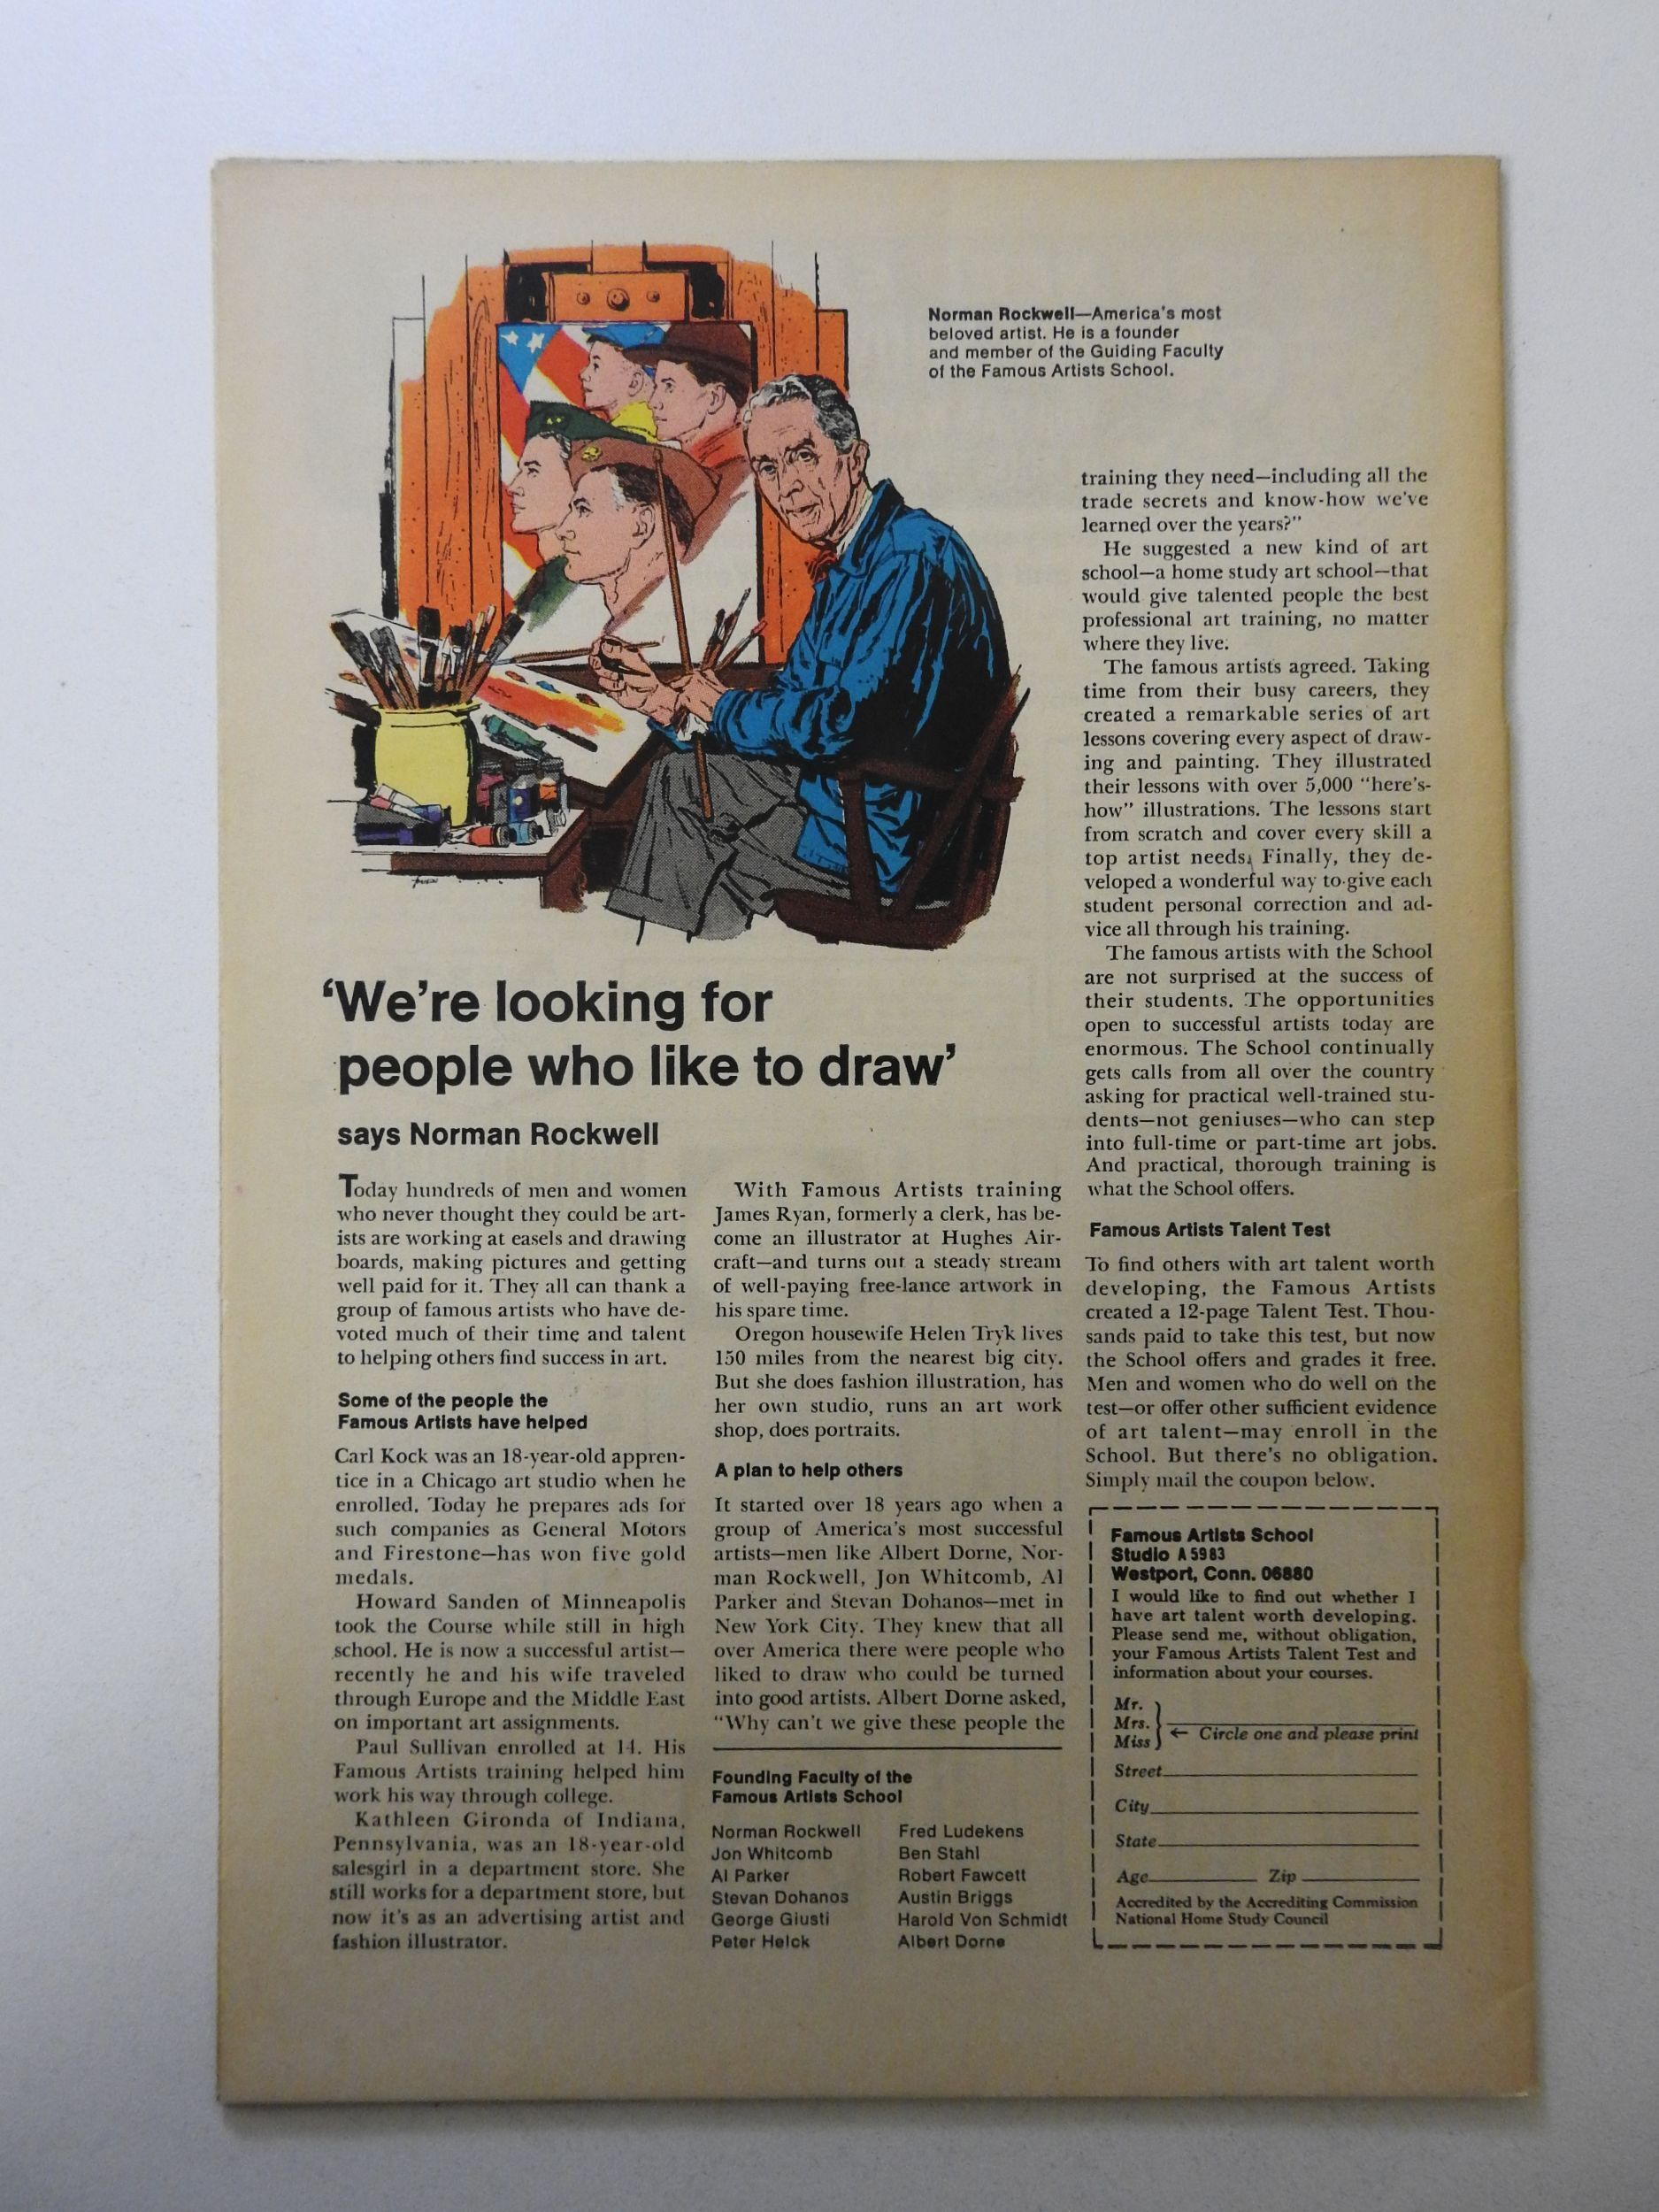 Norman Rockwell—America's most
beloved artist. He is a founder
and member of the Guiding Faculty
of the Famous Artists School.
'We're looking for
people who like to draw'
says Norman Rockwell
Today hundreds of men and women
who never thought they could be art-
ists are working at easels and drawing
boards, making pictures and getting
well paid for it. They all can thank a
group of famous artists who have de-
voted much of their time and talent
to helping others find success in art.
Some of the people the
Famous Artists have helped
Carl Kock was an 18-year-old appren-
tice in a Chicago art studio when he
enrolled. Today he prepares ads for
such companies as General Motors
and Firestone—has won five gold
medals.
Howard Sanden of Minneapolis
took the Course while still in high
school. He is now a successful artist—
recently he and his wife traveled
through Europe and the Middle East
on important art assignments.
Paul Sullivan enrolled at 14. His
Famous Artists training helped him
work his way through college.
Kathleen Gironda of Indiana,
Pennsylvania, was an 18-year-old
salesgirl in a department store. She
still works for a department store, but
now it's as an advertising artist and
fashion illustrator.
With Famous Artists training
James Ryan, formerly a clerk, has be-
come an illustrator at Hughes Air-
craft—and turns out a steady stream
of well-paying free-lance artwork in
his spare time.
Oregon housewife Helen Tryk lives
150 miles from the nearest big city.
But she does fashion illustration, has
her own studio, runs an art work
shop, does portraits.
A plan to help others
It started over 18 years ago when a
group of America's most successful
artists—men like Albert Dorne, Nor-
man Rockwell, Jon Whitcomb, Al
Parker and Stevan Dohanos—met in
New York City. They knew that all
over America there were people who
liked to draw who could be turned
into good artists. Albert Dorne asked,
"Why can't we give these people the
training they need—including all the
trade secrets and know-how we've
learned over the years?"
He suggested a new kind of art
school—a home study art school—that
would give talented people the best
professional art training, no matter
where they live.
The famous artists agreed. Taking
time from their busy careers, they
created a remarkable series of art
lessons covering every aspect of draw-
ing and painting. They illustrated
their lessons with over 5,000 "here's-
how" illustrations. The lessons start
from scratch and cover every skill a
top artist needs. Finally, they de-
veloped a wonderful way to give each
student personal correction and ad-
vice all through his training.
The famous artists with the School
are not surprised at the success of
their students. The opportunities
open to successful artists today are
enormous. The School continually
gets calls from all over the country
asking for practical well-trained stu-
dents—not geniuses—who can step
into full-time or part-time art jobs.
And practical, thorough training is
what the School offers.
Famous Artists Talent Test
To find others with art talent worth
developing, the Famous Artists
created a 12-page Talent Test. Thou-
sands paid to take this test, but now
the School offers and grades it free.
Men and women who do well on the
test—or offer other sufficient evidence
of art talent—may enroll in the
School. But there's no obligation.
Simply mail the coupon below.
Founding Faculty of the
Famous Artists School
Norman Rockwell
Jon Whitcomb
Al Parker
Stevan Dohanos
George Giusti
Peter Helck
Fred Ludekens
Ben Stahl
Robert Fawcett
Austin Briggs
Harold Von Schmidt
Albert Dorne
Famous Artists School
Studio A5983
Westport, Conn. 06880
I would like to find out whether I
have art talent worth developing.
Please send me, without obligation,
your Famous Artists Talent Test and
information about your courses.
Mr.
Mrs.
Miss
← Circle one and please print
Street
City
State
Age Zip
Accredited by the Accrediting Commission
National Home Study Council